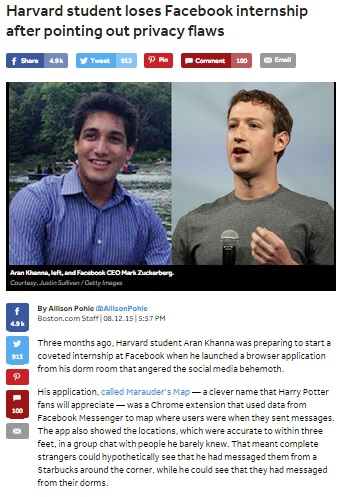 Harvard student loses Facebook internship
after pointing out privacy flaws
Share 4.9k Tweet 913 Pin Comment 100 Email
Aran Khanna, left, and Facebook CEO Mark Zuckerberg.
Courtesy, Justin Sullivan / Getty Images
4.9k
By Allison Pohle @AllisonPohle
Boston.com Staff | 08.12.15 | 5:57 PM
913
Three months ago, Harvard student Aran Khanna was preparing to start a
coveted internship at Facebook when he launched a browser application
from his dorm room that angered the social media behemoth.
100
His application, called Marauder's Map — a clever name that Harry Potter
fans will appreciate — was a Chrome extension that used data from
Facebook Messenger to map where users were when they sent messages.
The app also showed the locations, which were accurate to within three
feet, in a group chat with people he barely knew. That meant complete
strangers could hypothetically see that he had messaged them from a
Starbucks around the corner, while he could see that they had messaged
from their dorms.